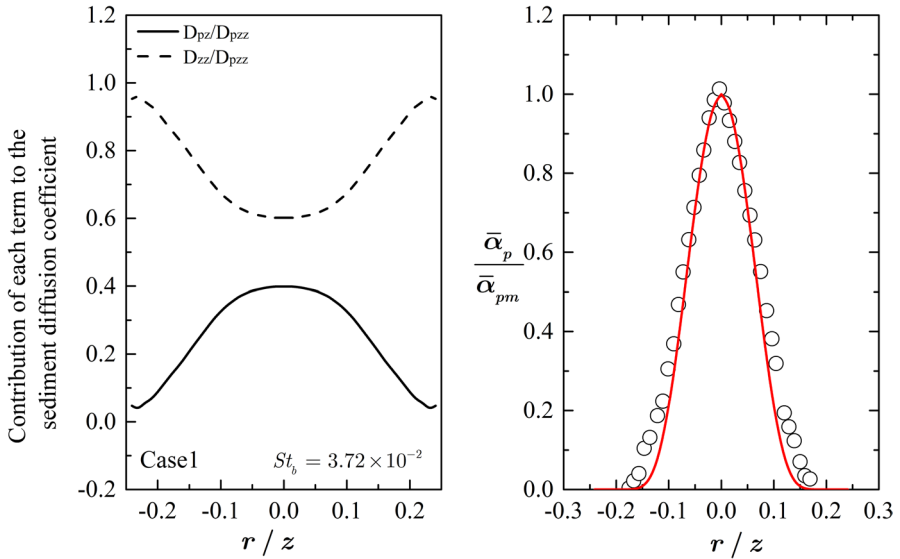 Contribution of each term to the
sediment diffusion coefficient
1.2
1.0
0.8
0.6
0.4
0.2
0.0
-0.2
Dpz/Dpzz
Dzz/Dpzz
Case1
St_b = 3.72×10⁻²
-0.2 -0.1 0.0 0.1 0.2
r / z
ᾱ_p
ᾱ_pm
1.2
1.0
0.8
0.6
0.4
0.2
0.0
-0.3 -0.2 -0.1 0.0 0.1 0.2 0.3
r / z